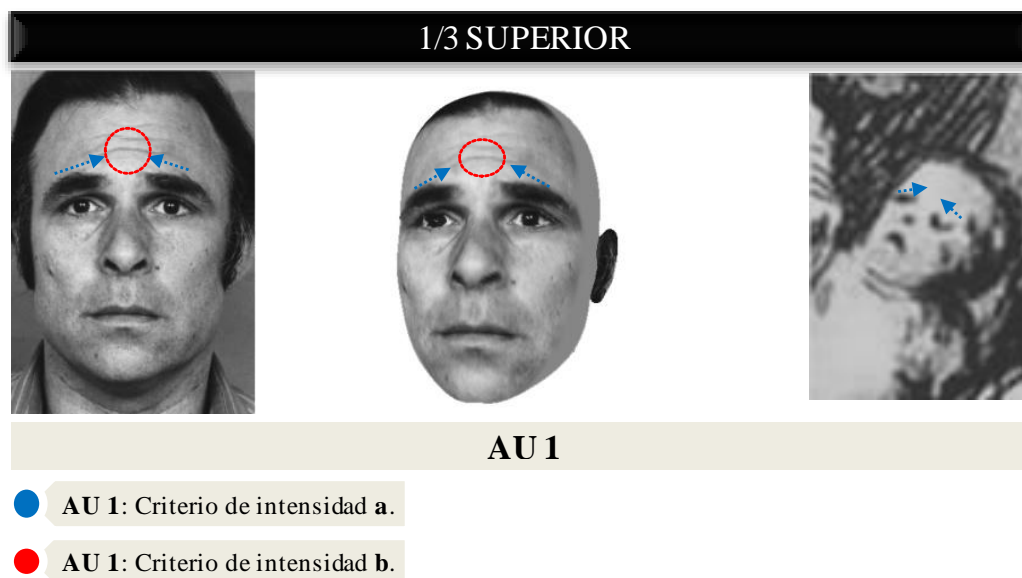 1/3 SUPERIOR
AU 1
AU 1: Criterio de intensidad a.
AU 1: Criterio de intensidad b.